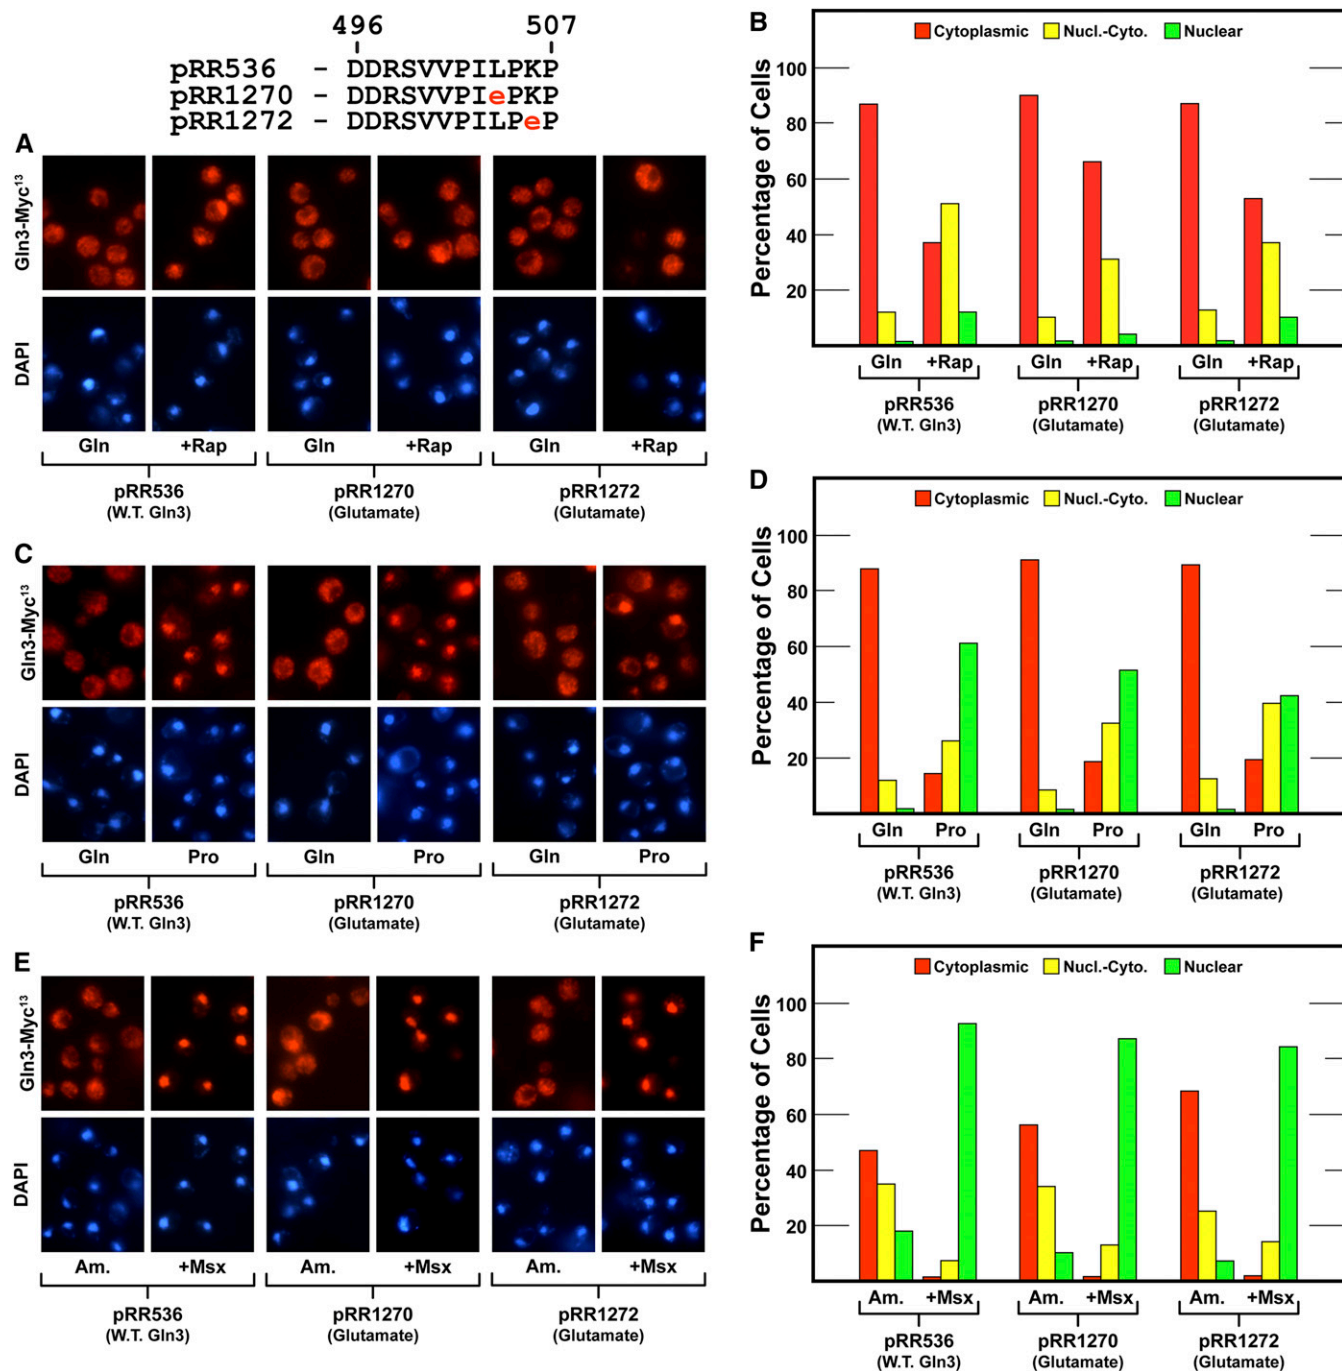 496 507
pRR536 - DDRSVVPILPKP
pRR1270 - DDRSVVPIePKP
pRR1272 - DDRSVVPILPeP
A
Gln3-Myc13
DAPI
Gln +Rap Gln +Rap Gln +Rap
pRR536 pRR1270 pRR1272
(W.T. Gln3) (Glutamate) (Glutamate)
B
Cytoplasmic Nucl.-Cyto. Nuclear
Percentage of Cells
100
80
60
40
20
Gln +Rap Gln +Rap Gln +Rap
pRR536 pRR1270 pRR1272
(W.T. Gln3) (Glutamate) (Glutamate)
C
Gln3-Myc13
DAPI
Gln Pro Gln Pro Gln Pro
pRR536 pRR1270 pRR1272
(W.T. Gln3) (Glutamate) (Glutamate)
D
Cytoplasmic Nucl.-Cyto. Nuclear
Percentage of Cells
100
80
60
40
20
Gln Pro Gln Pro Gln Pro
pRR536 pRR1270 pRR1272
(W.T. Gln3) (Glutamate) (Glutamate)
E
Gln3-Myc13
DAPI
Am. +Msx Am. +Msx Am. +Msx
pRR536 pRR1270 pRR1272
(W.T. Gln3) (Glutamate) (Glutamate)
F
Cytoplasmic Nucl.-Cyto. Nuclear
Percentage of Cells
100
80
60
40
20
Am. +Msx Am. +Msx Am. +Msx
pRR536 pRR1270 pRR1272
(W.T. Gln3) (Glutamate) (Glutamate)